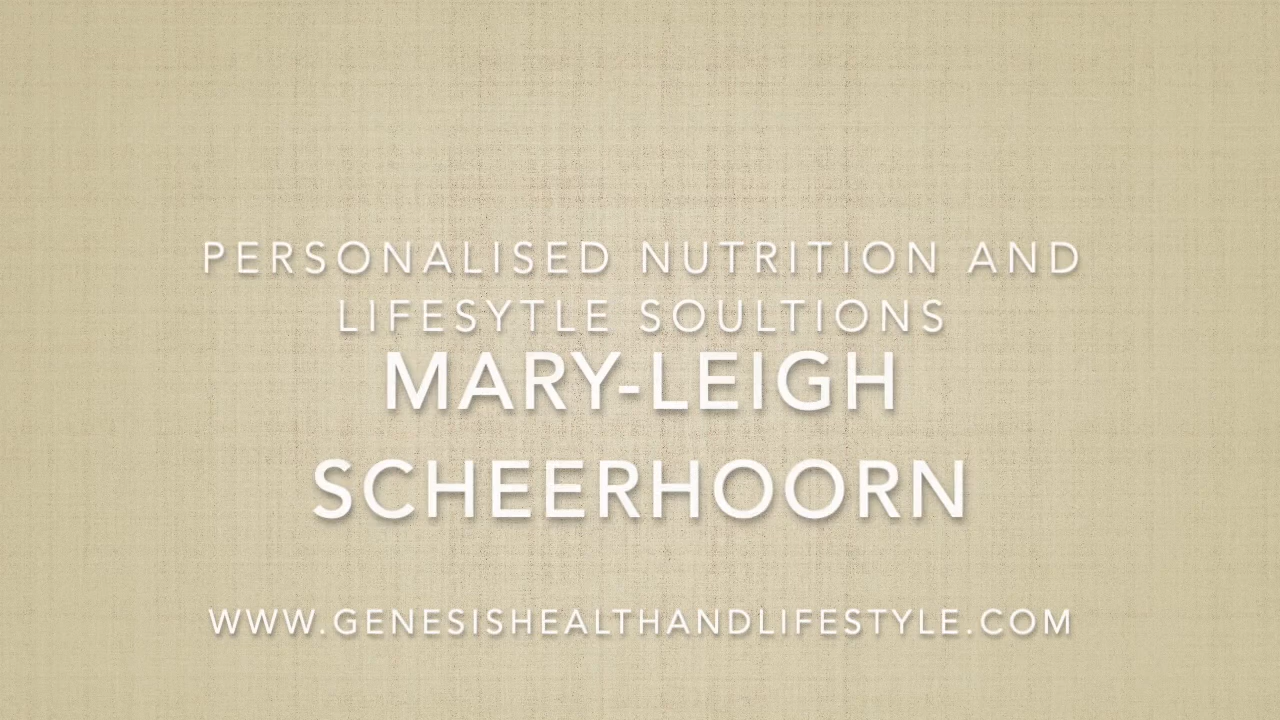 PERSONALISED NUTRITION AND
LIFESYTLE SOULTIONS
MARY-LEIGH
SCHEERHOORN
WWW.GENESISHEALTHANDLIFESTYLE.COM